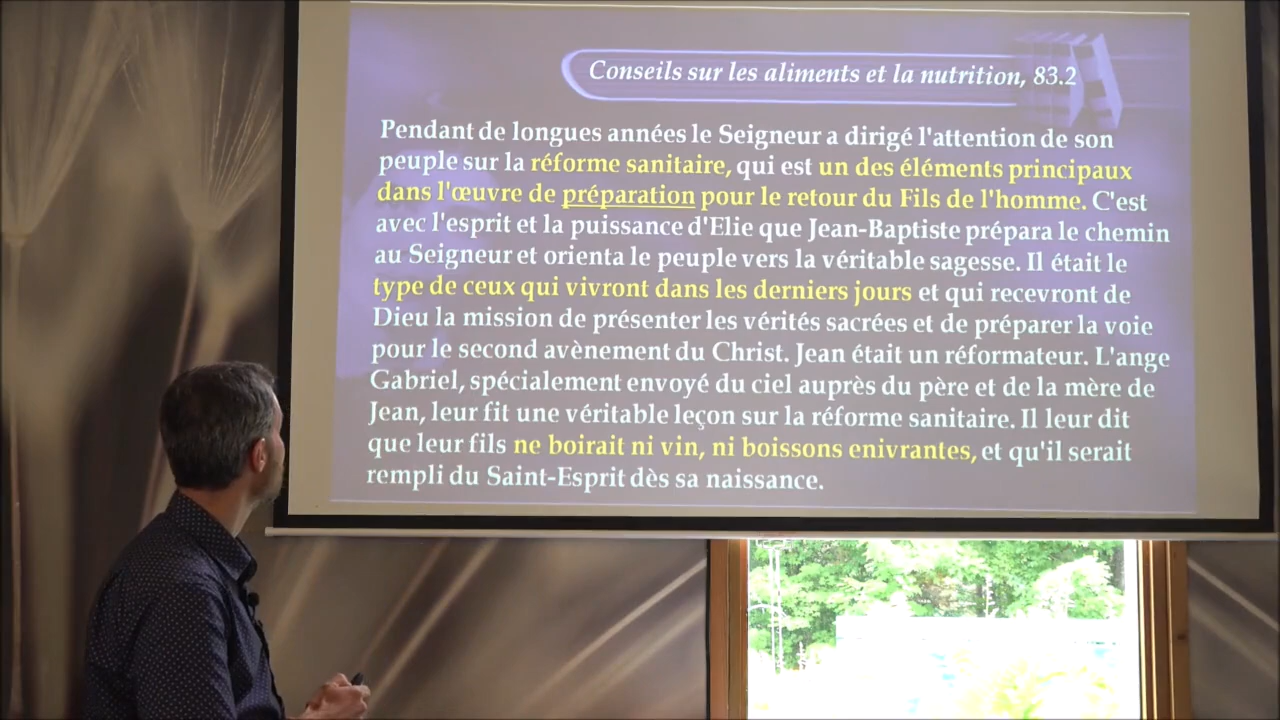 Conseils sur les aliments et la nutrition, 83.2
Pendant de longues années le Seigneur a dirigé l'attention de son
peuple sur la réforme sanitaire, qui est un des éléments principaux
dans l'œuvre de préparation pour le retour du Fils de l'homme. C'est
avec l'esprit et la puissance d'Elie que Jean-Baptiste prépara le chemin
au Seigneur et orienta le peuple vers la véritable sagesse. Il était le
type de ceux qui vivront dans les derniers jours et qui recevront de
Dieu la mission de présenter les vérités sacrées et de préparer la voie
pour le second avènement du Christ. Jean était un réformateur. L'ange
Gabriel, spécialement envoyé du ciel auprès du père et de la mère de
Jean, leur fit une véritable leçon sur la réforme sanitaire. Il leur dit
que leur fils ne boirait ni vin, ni boissons enivrantes, et qu'il serait
rempli du Saint-Esprit dès sa naissance.